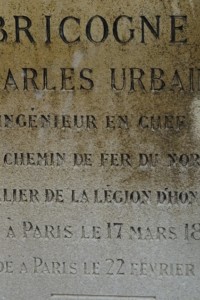 BRICOGNE
ARLES URBAI
INGÉNIEUR EN CHEF
CHEMIN DE FER DU NOR
LIER DE LA LÉGION D'HON
À PARIS LE 17 MARS 18
DE A PARIS LE 22 FÉVRIER